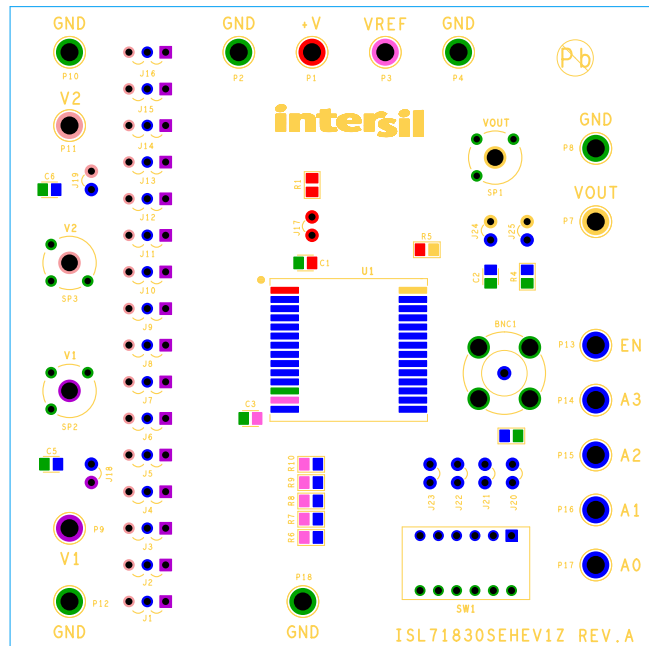 GND
GND
+V
VREF
GND
P10
P2
P1
P3
P4
Pb
J16
V2
J15
intersil
VOUT
GND
P11
J14
P8
J19
J13
C6
R1
SP1
VOUT
J12
P7
V2
J17
J24
J25
J11
R5
C1
J10
U1
C2
R4
SP3
J9
BNC1
P13
EN
V1
J8
J7
P14
A3
C3
SP2
J6
P15
A2
C5
J18
J5
R10
R9
J23
J22
J21
J20
J4
R8
P16
A1
P9
J3
R7
V1
R6
J2
P17
A0
P12
P18
J1
SW1
GND
GND
ISL71830SEHEV1Z REV.A